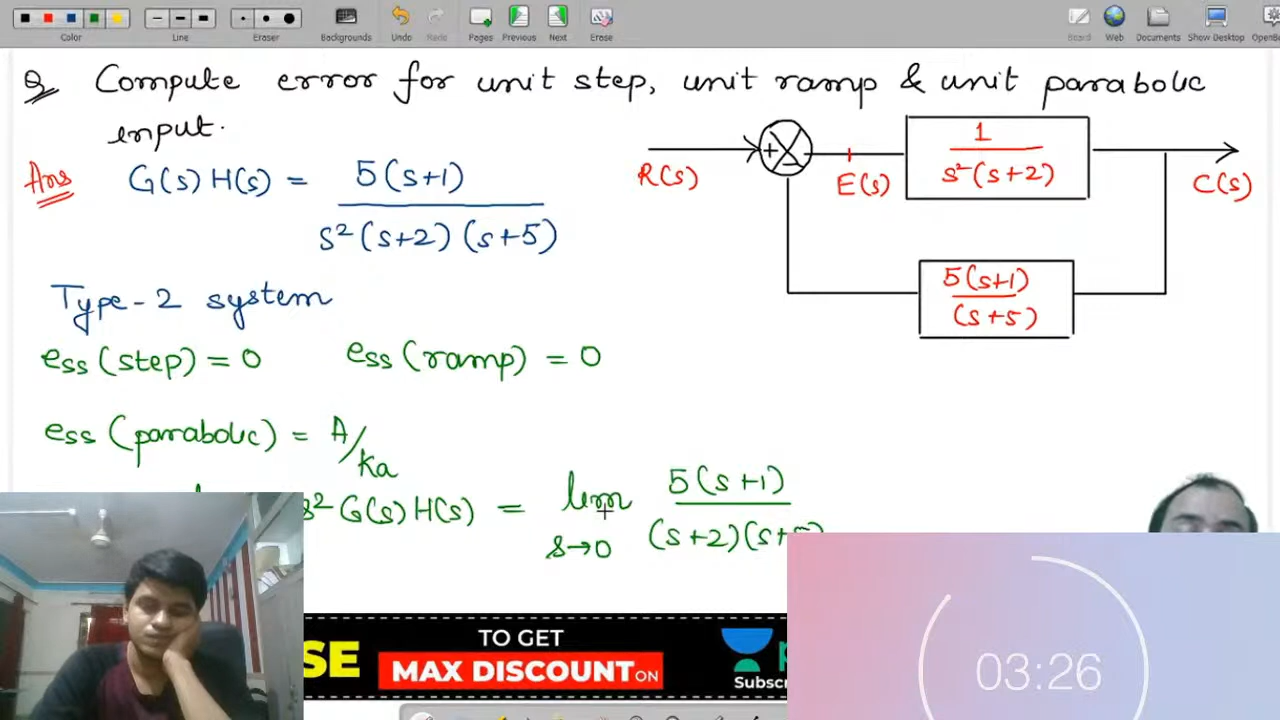 Color
Line
Eraser
Backgrounds
Undo
Redo
Pages
Previous
Next
Erase
Board
Web
Documents
Show Desktop
Q Compute error for unit step, unit ramp & unit parabolic
input.
Ans G(s) H(s) = 5(s+1)
s²(s+2) (s+5)
R(s)
+
−
E(s)
1
s²(s+2)
C(s)
5(s+1)
(s+5)
Type-2 system
ess (step) = 0 ess (ramp) = 0
ess (parabolic) = A/ka
s² G(s) H(s) = lim 5(s+1)
s→0 (s+2)(s+
TO GET
MAX DISCOUNT ON
03:26